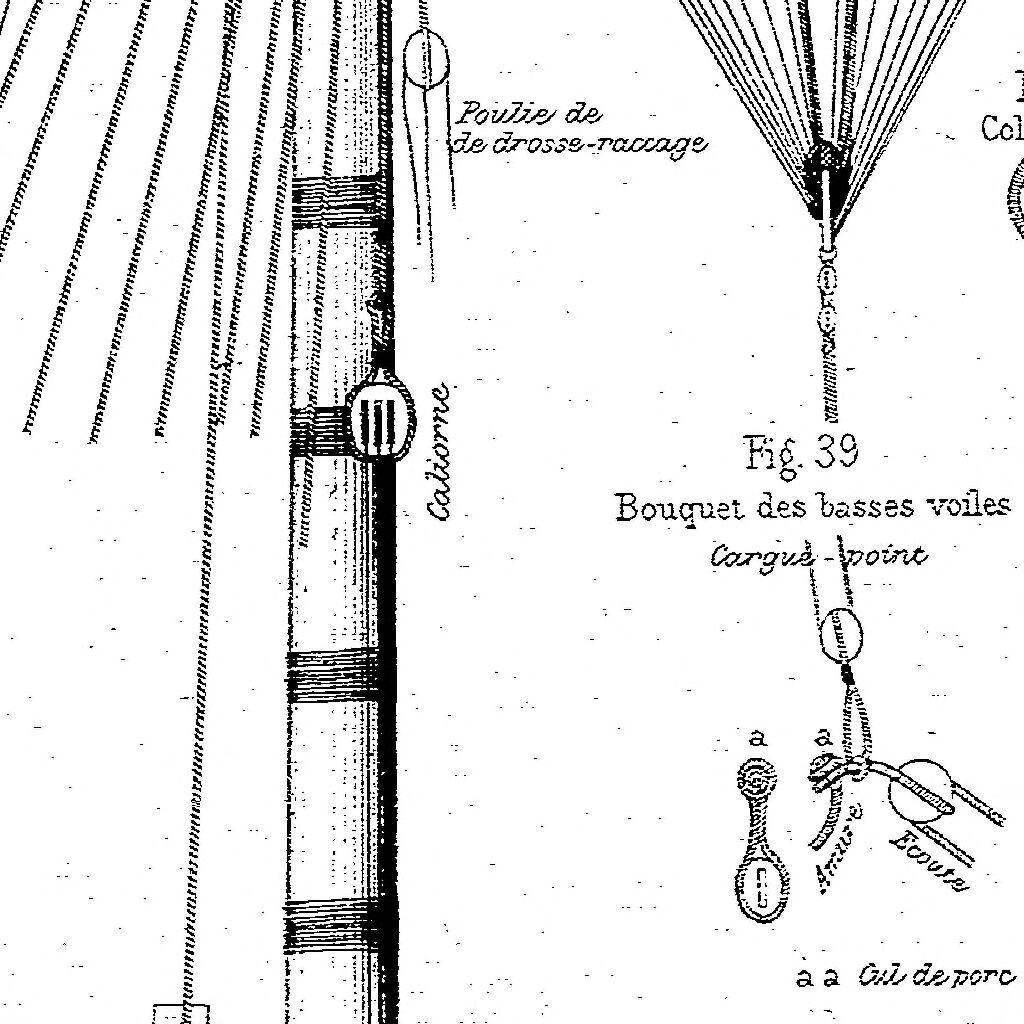 Poulie de
de drosse-raccage
Col
Caliorne
Fig. 39
Bouquet des basses voiles
Cargue-point
a
a
Amure
Ecoute
a a Cul de porc